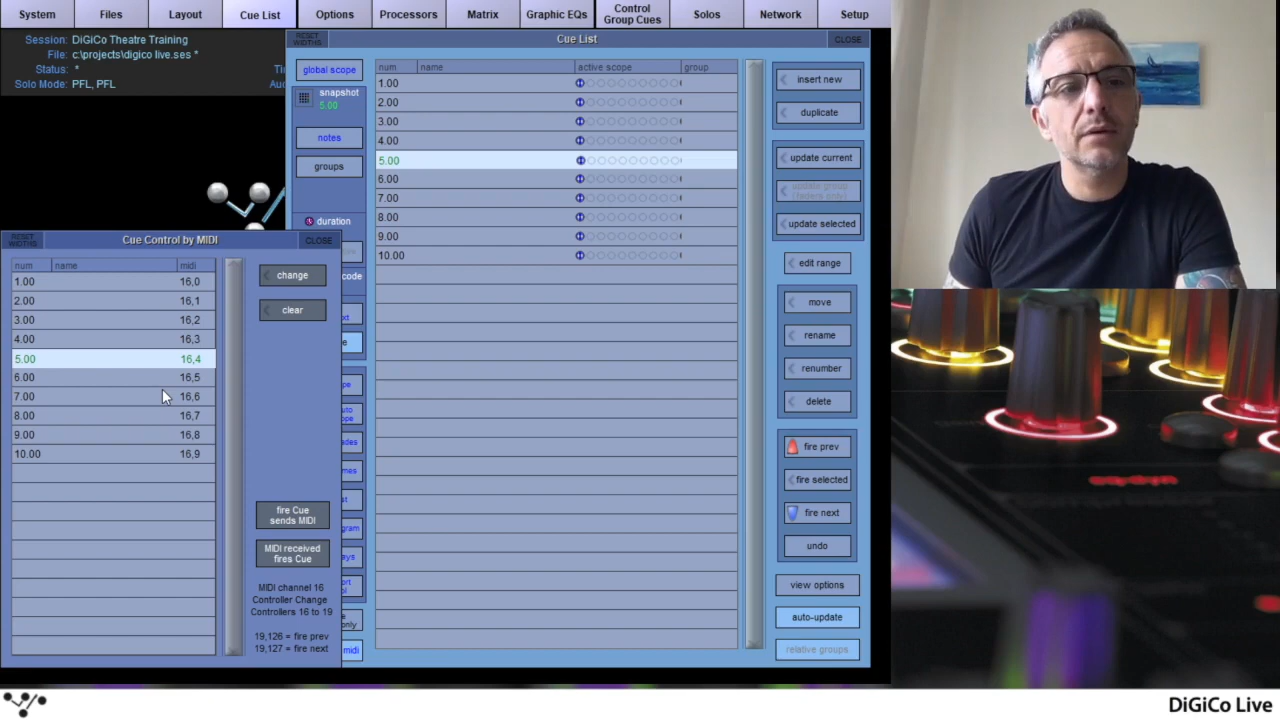 System
Files
Layout
Cue List
Options
Processors
Matrix
Graphic EQs
Control
Group Cues
Solos
Network
Setup
Session: DiGiCo Theatre Training
File: c:\projects\digico live.ses *
Status: *
Solo Mode: PFL, PFL
RESET
WIDTHS
Cue List
CLOSE
global scope
snapshot
5.00
notes
groups
duration
code
num name active scope group
1.00
2.00
3.00
4.00
5.00
6.00
7.00
8.00
9.00
10.00
insert new
duplicate
update current
update group
(faders only)
update selected
edit range
move
rename
renumber
delete
fire prev
fire selected
fire next
undo
view options
auto-update
relative groups
RESET
WIDTHS
Cue Control by MIDI
CLOSE
num name midi
1.00 16,0
2.00 16,1
3.00 16,2
4.00 16,3
5.00 16,4
6.00 16,5
7.00 16,6
8.00 16,7
9.00 16,8
10.00 16,9
change
clear
fire Cue
sends MIDI
MIDI received
fires Cue
MIDI channel 16
Controller Change
Controllers 16 to 19
19,126 = fire prev
19,127 = fire next
only
midi
DiGiCo Live